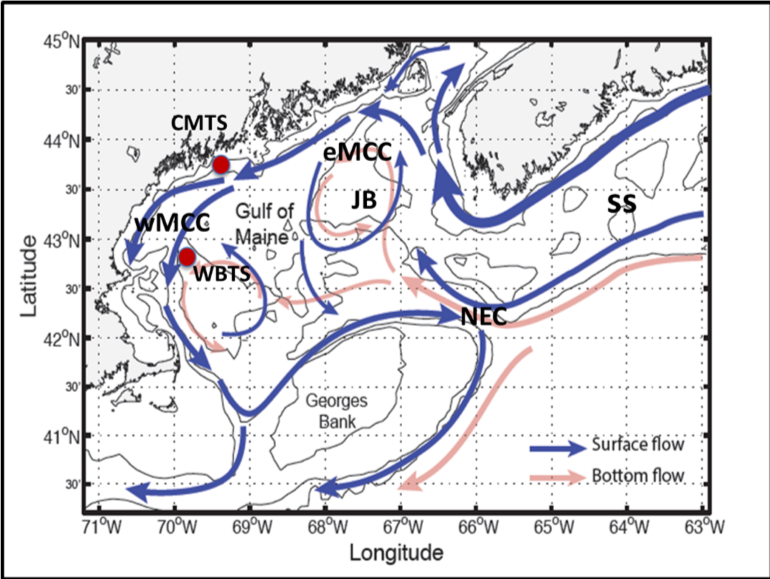 45°N
30'
44°N
30'
43°N
30'
42°N
30'
41°N
30'
Latitude
CMTS
eMCC
JB
SS
wMCC
Gulf of
Maine
WBTS
NEC
Georges
Bank
Surface flow
Bottom flow
71°W 70°W 69°W 68°W 67°W 66°W 65°W 64°W 63°W
Longitude